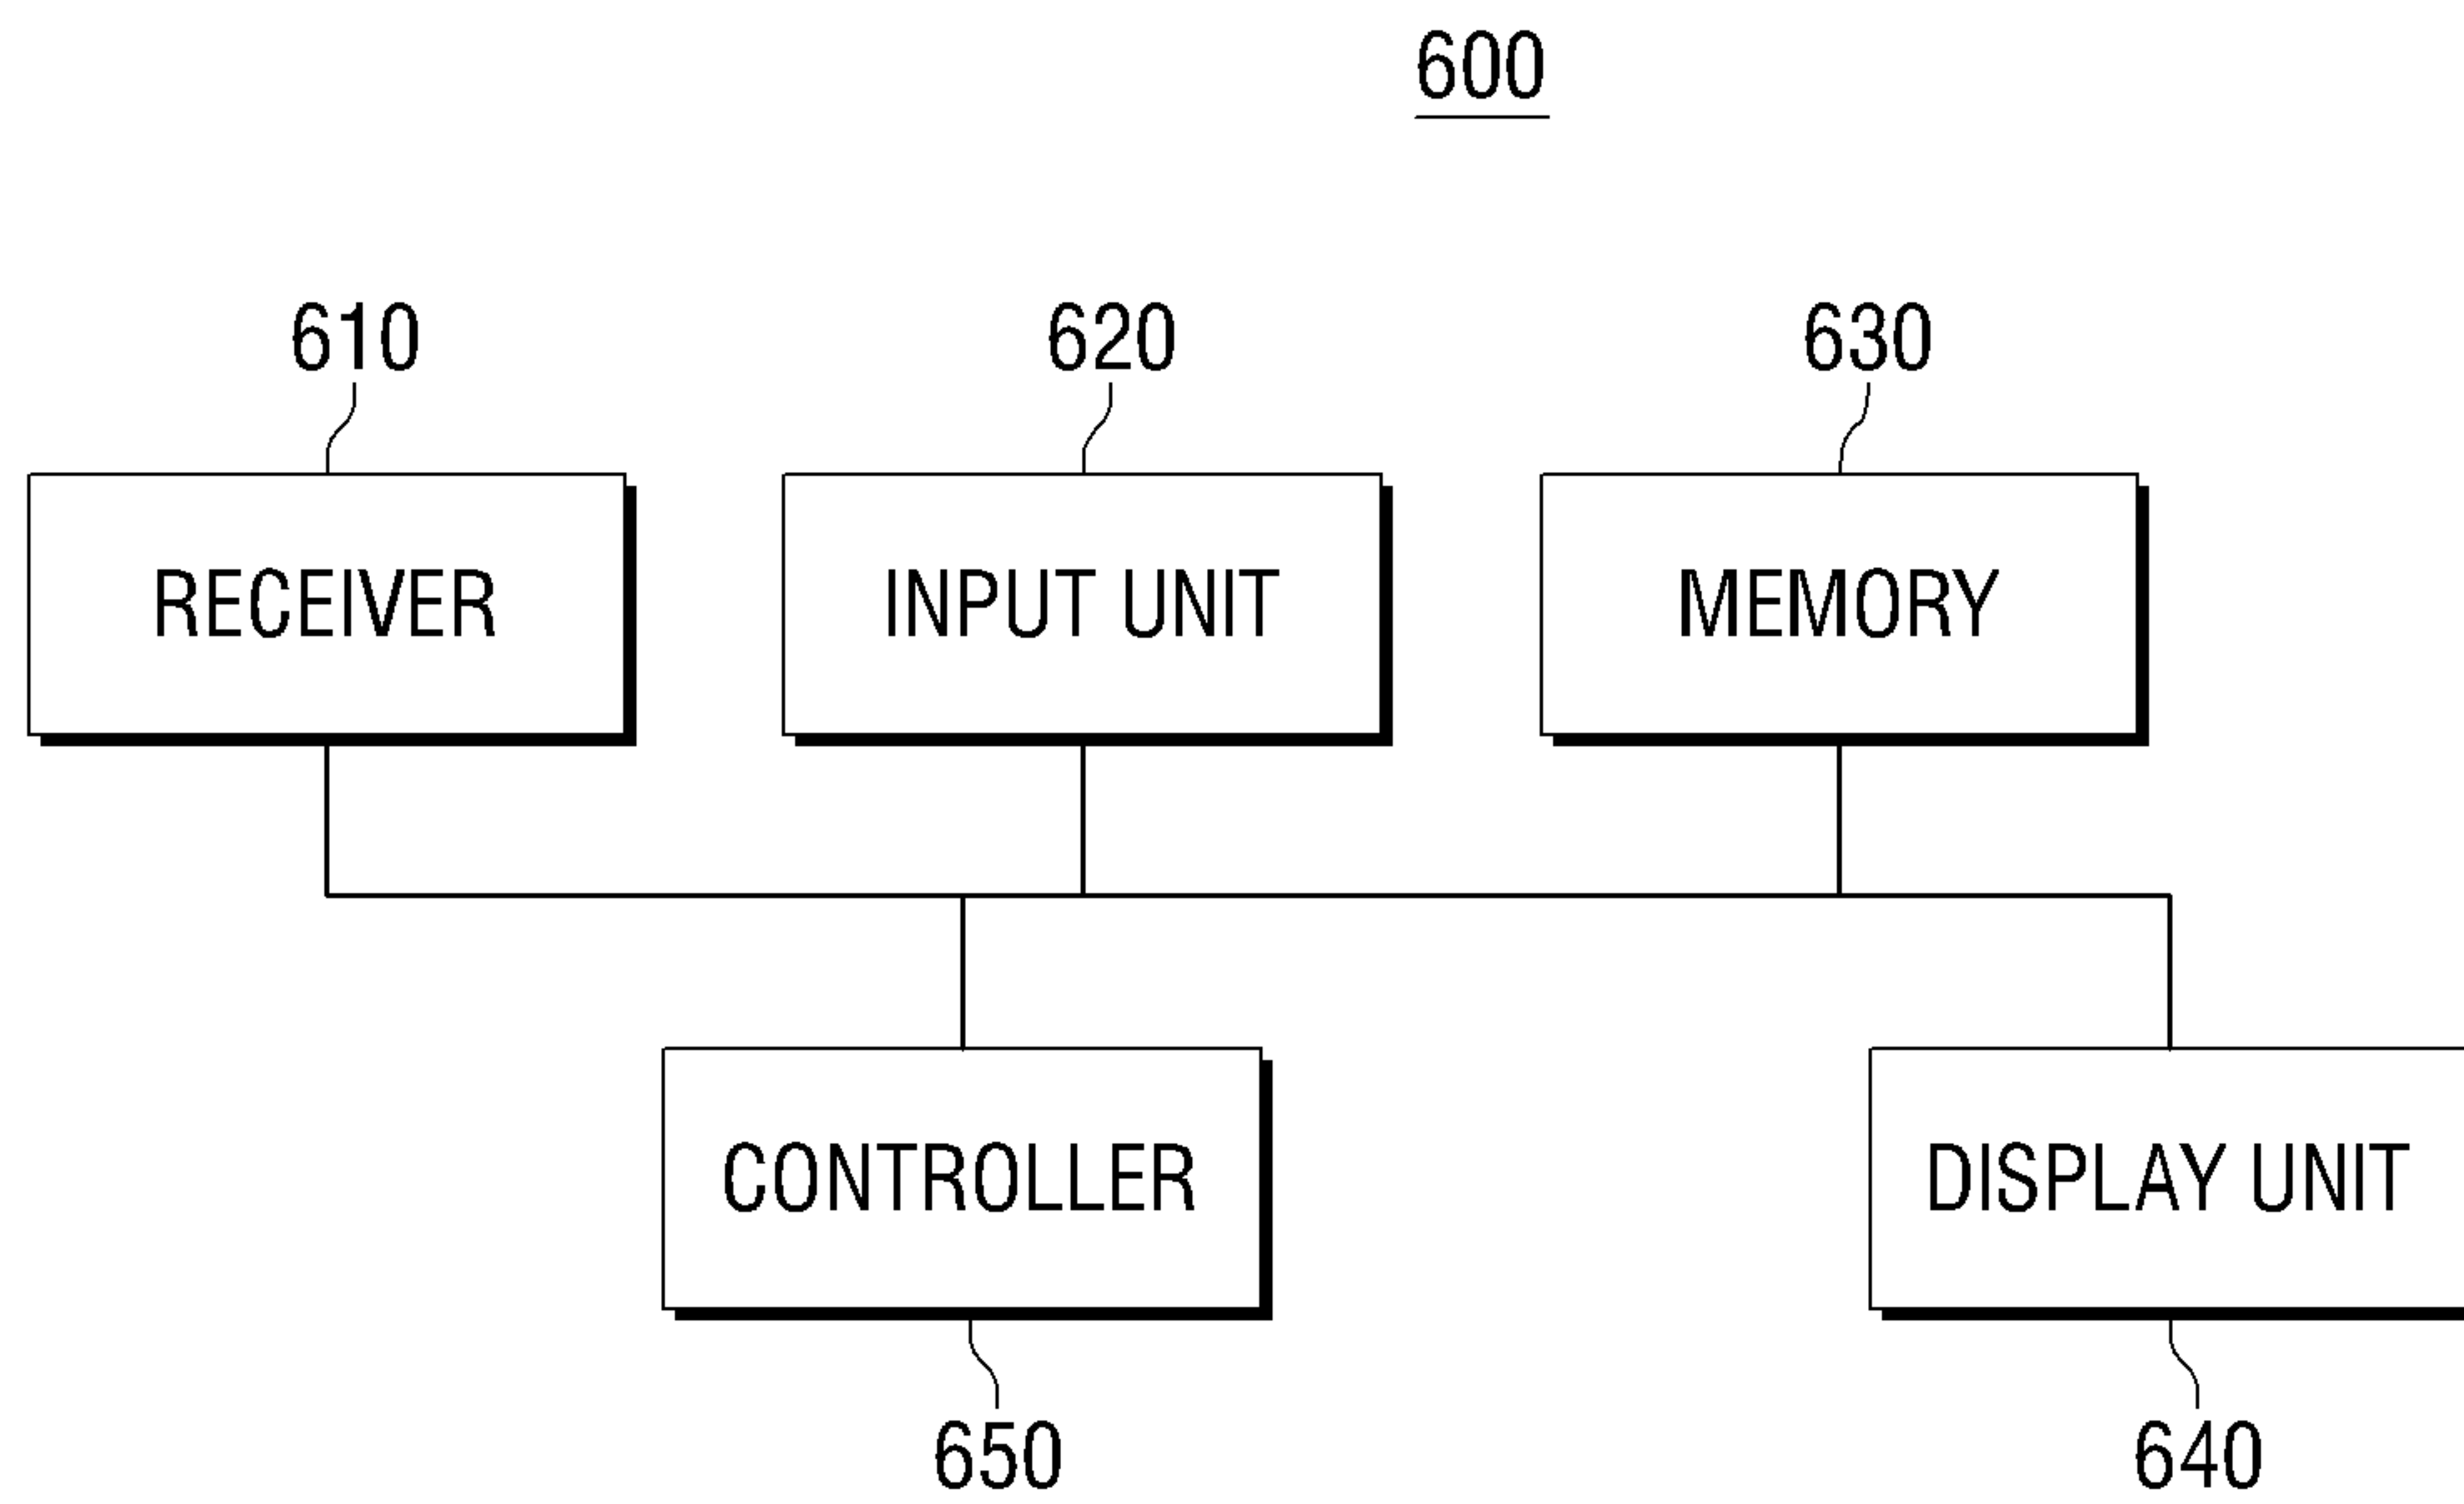 600
610 620 630
RECEIVER INPUT UNIT MEMORY
CONTROLLER DISPLAY UNIT
650 640